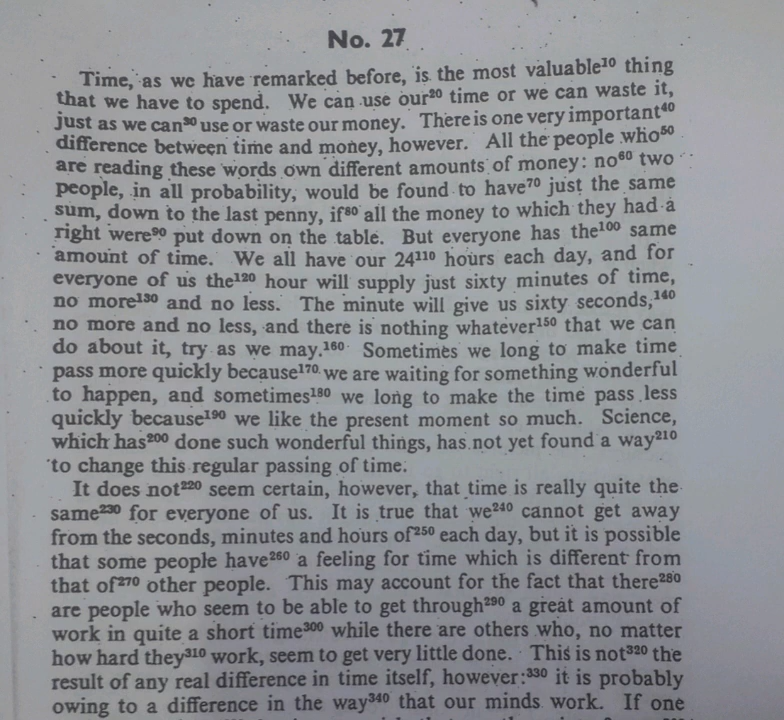 No. 27
Time, as we have remarked before, is the most valuable¹⁰ thing
that we have to spend. We can use our²⁰ time or we can waste it,
just as we can³⁰ use or waste our money. There is one very important⁴⁰
difference between time and money, however. All the people who⁵⁰
are reading these words own different amounts of money: no⁶⁰ two
people, in all probability, would be found to have⁷⁰ just the same
sum, down to the last penny, if⁸⁰ all the money to which they had a
right were⁹⁰ put down on the table. But everyone has the¹⁰⁰ same
amount of time. We all have our 24¹¹⁰ hours each day, and for
everyone of us the¹²⁰ hour will supply just sixty minutes of time,
no more¹³⁰ and no less. The minute will give us sixty seconds,¹⁴⁰
no more and no less, and there is nothing whatever¹⁵⁰ that we can
do about it, try as we may.¹⁶⁰ Sometimes we long to make time
pass more quickly because¹⁷⁰ we are waiting for something wonderful
to happen, and sometimes¹⁸⁰ we long to make the time pass less
quickly because¹⁹⁰ we like the present moment so much. Science,
which has²⁰⁰ done such wonderful things, has not yet found a way²¹⁰
to change this regular passing of time.
It does not²²⁰ seem certain, however, that time is really quite the
same²³⁰ for everyone of us. It is true that we²⁴⁰ cannot get away
from the seconds, minutes and hours of²⁵⁰ each day, but it is possible
that some people have²⁶⁰ a feeling for time which is different from
that of²⁷⁰ other people. This may account for the fact that there²⁸⁰
are people who seem to be able to get through²⁹⁰ a great amount of
work in quite a short time³⁰⁰ while there are others who, no matter
how hard they³¹⁰ work, seem to get very little done. This is not³²⁰ the
result of any real difference in time itself, however:³³⁰ it is probably
owing to a difference in the way³⁴⁰ that our minds work. If one